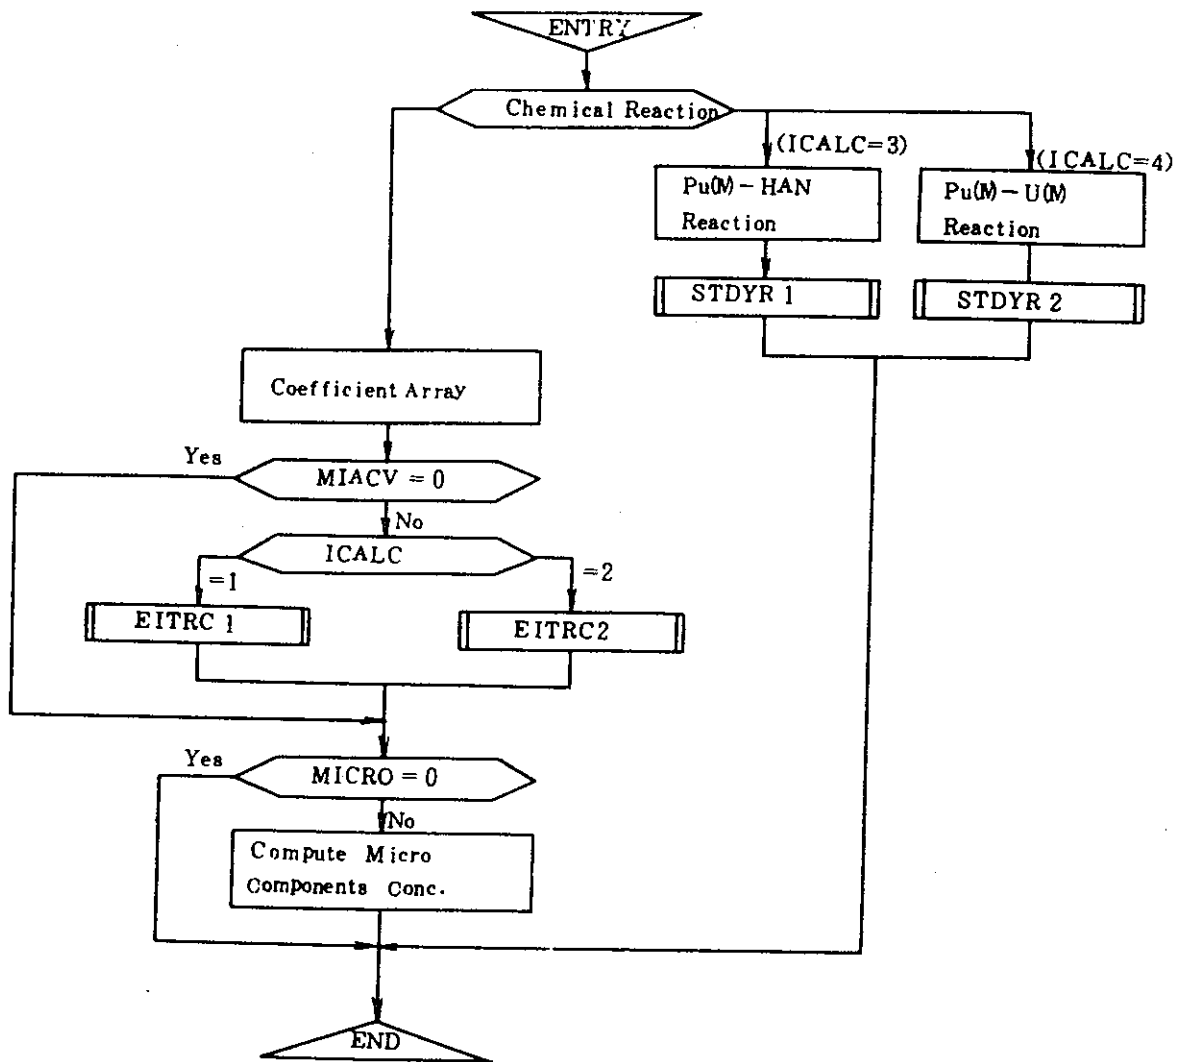 ENTRY
Chemical Reaction
(ICALC=3)
(ICALC=4)
Pu(Ⅳ)-HAN
Reaction
Pu(Ⅳ)-U(Ⅳ)
Reaction
STDYR 1
STDYR 2
Coefficient Array
Yes
MIACV = 0
No
ICALC
=1
=2
EITRC 1
EITRC2
Yes
MICRO = 0
No
Compute Micro
Components Conc.
END